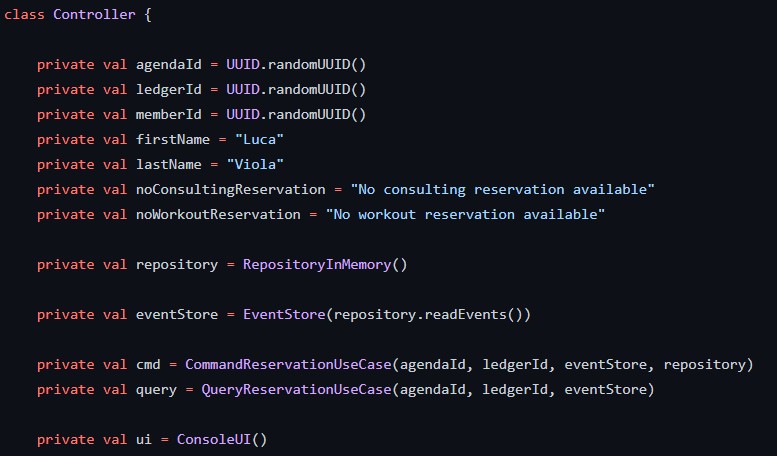 class Controller {
private val agendaId = UUID.randomUUID()
private val ledgerId = UUID.randomUUID()
private val memberId = UUID.randomUUID()
private val firstName = "Luca"
private val lastName = "Viola"
private val noConsultingReservation = "No consulting reservation available"
private val noWorkoutReservation = "No workout reservation available"
private val repository = RepositoryInMemory()
private val eventStore = EventStore(repository.readEvents())
private val cmd = CommandReservationUseCase(agendaId, ledgerId, eventStore, repository)
private val query = QueryReservationUseCase(agendaId, ledgerId, eventStore)
private val ui = ConsoleUI()